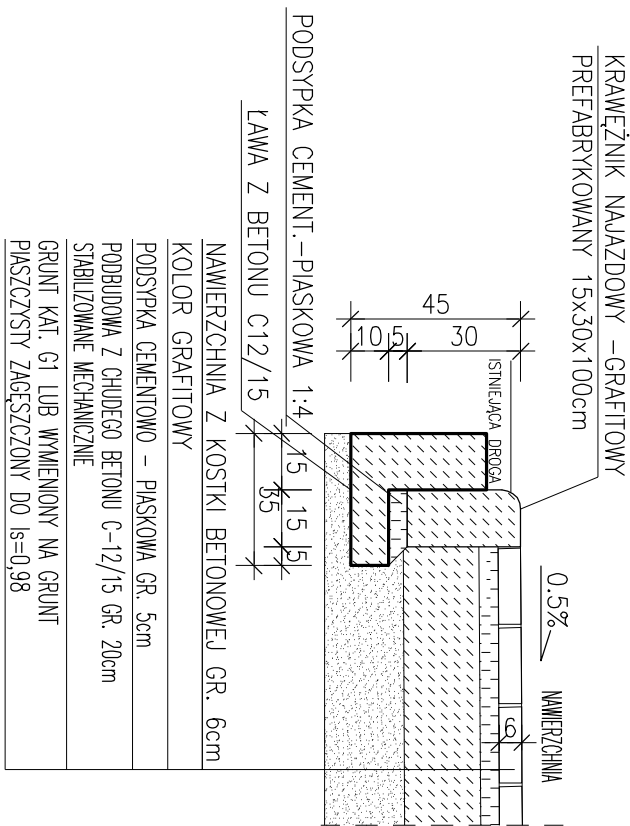 KRAWĘŻNIK NAJAZDOWY -GRAFITOWY
PREFABRYKOWANY 15x30x100cm
0.5%
NAWIERZCHNIA
ISTNIEJĄCA DROGA
6
45
10 5 30
15 15 5
35
PODSYPKA CEMENT.-PIASKOWA 1:4
ŁAWA Z BETONU C12/15
NAWIERZCHNIA Z KOSTKI BETONOWEJ GR. 6cm
KOLOR GRAFITOWY
PODSYPKA CEMENTOWO - PIASKOWA GR. 5cm
PODBUDOWA Z CHUDEGO BETONU C-12/15 GR. 20cm
STABILIZOWANE MECHANICZNIE
GRUNT KAT. G1 LUB WYMIENIONY NA GRUNT
PIASZCZYSTY ZAGĘSZCZONY DO Is=0,98